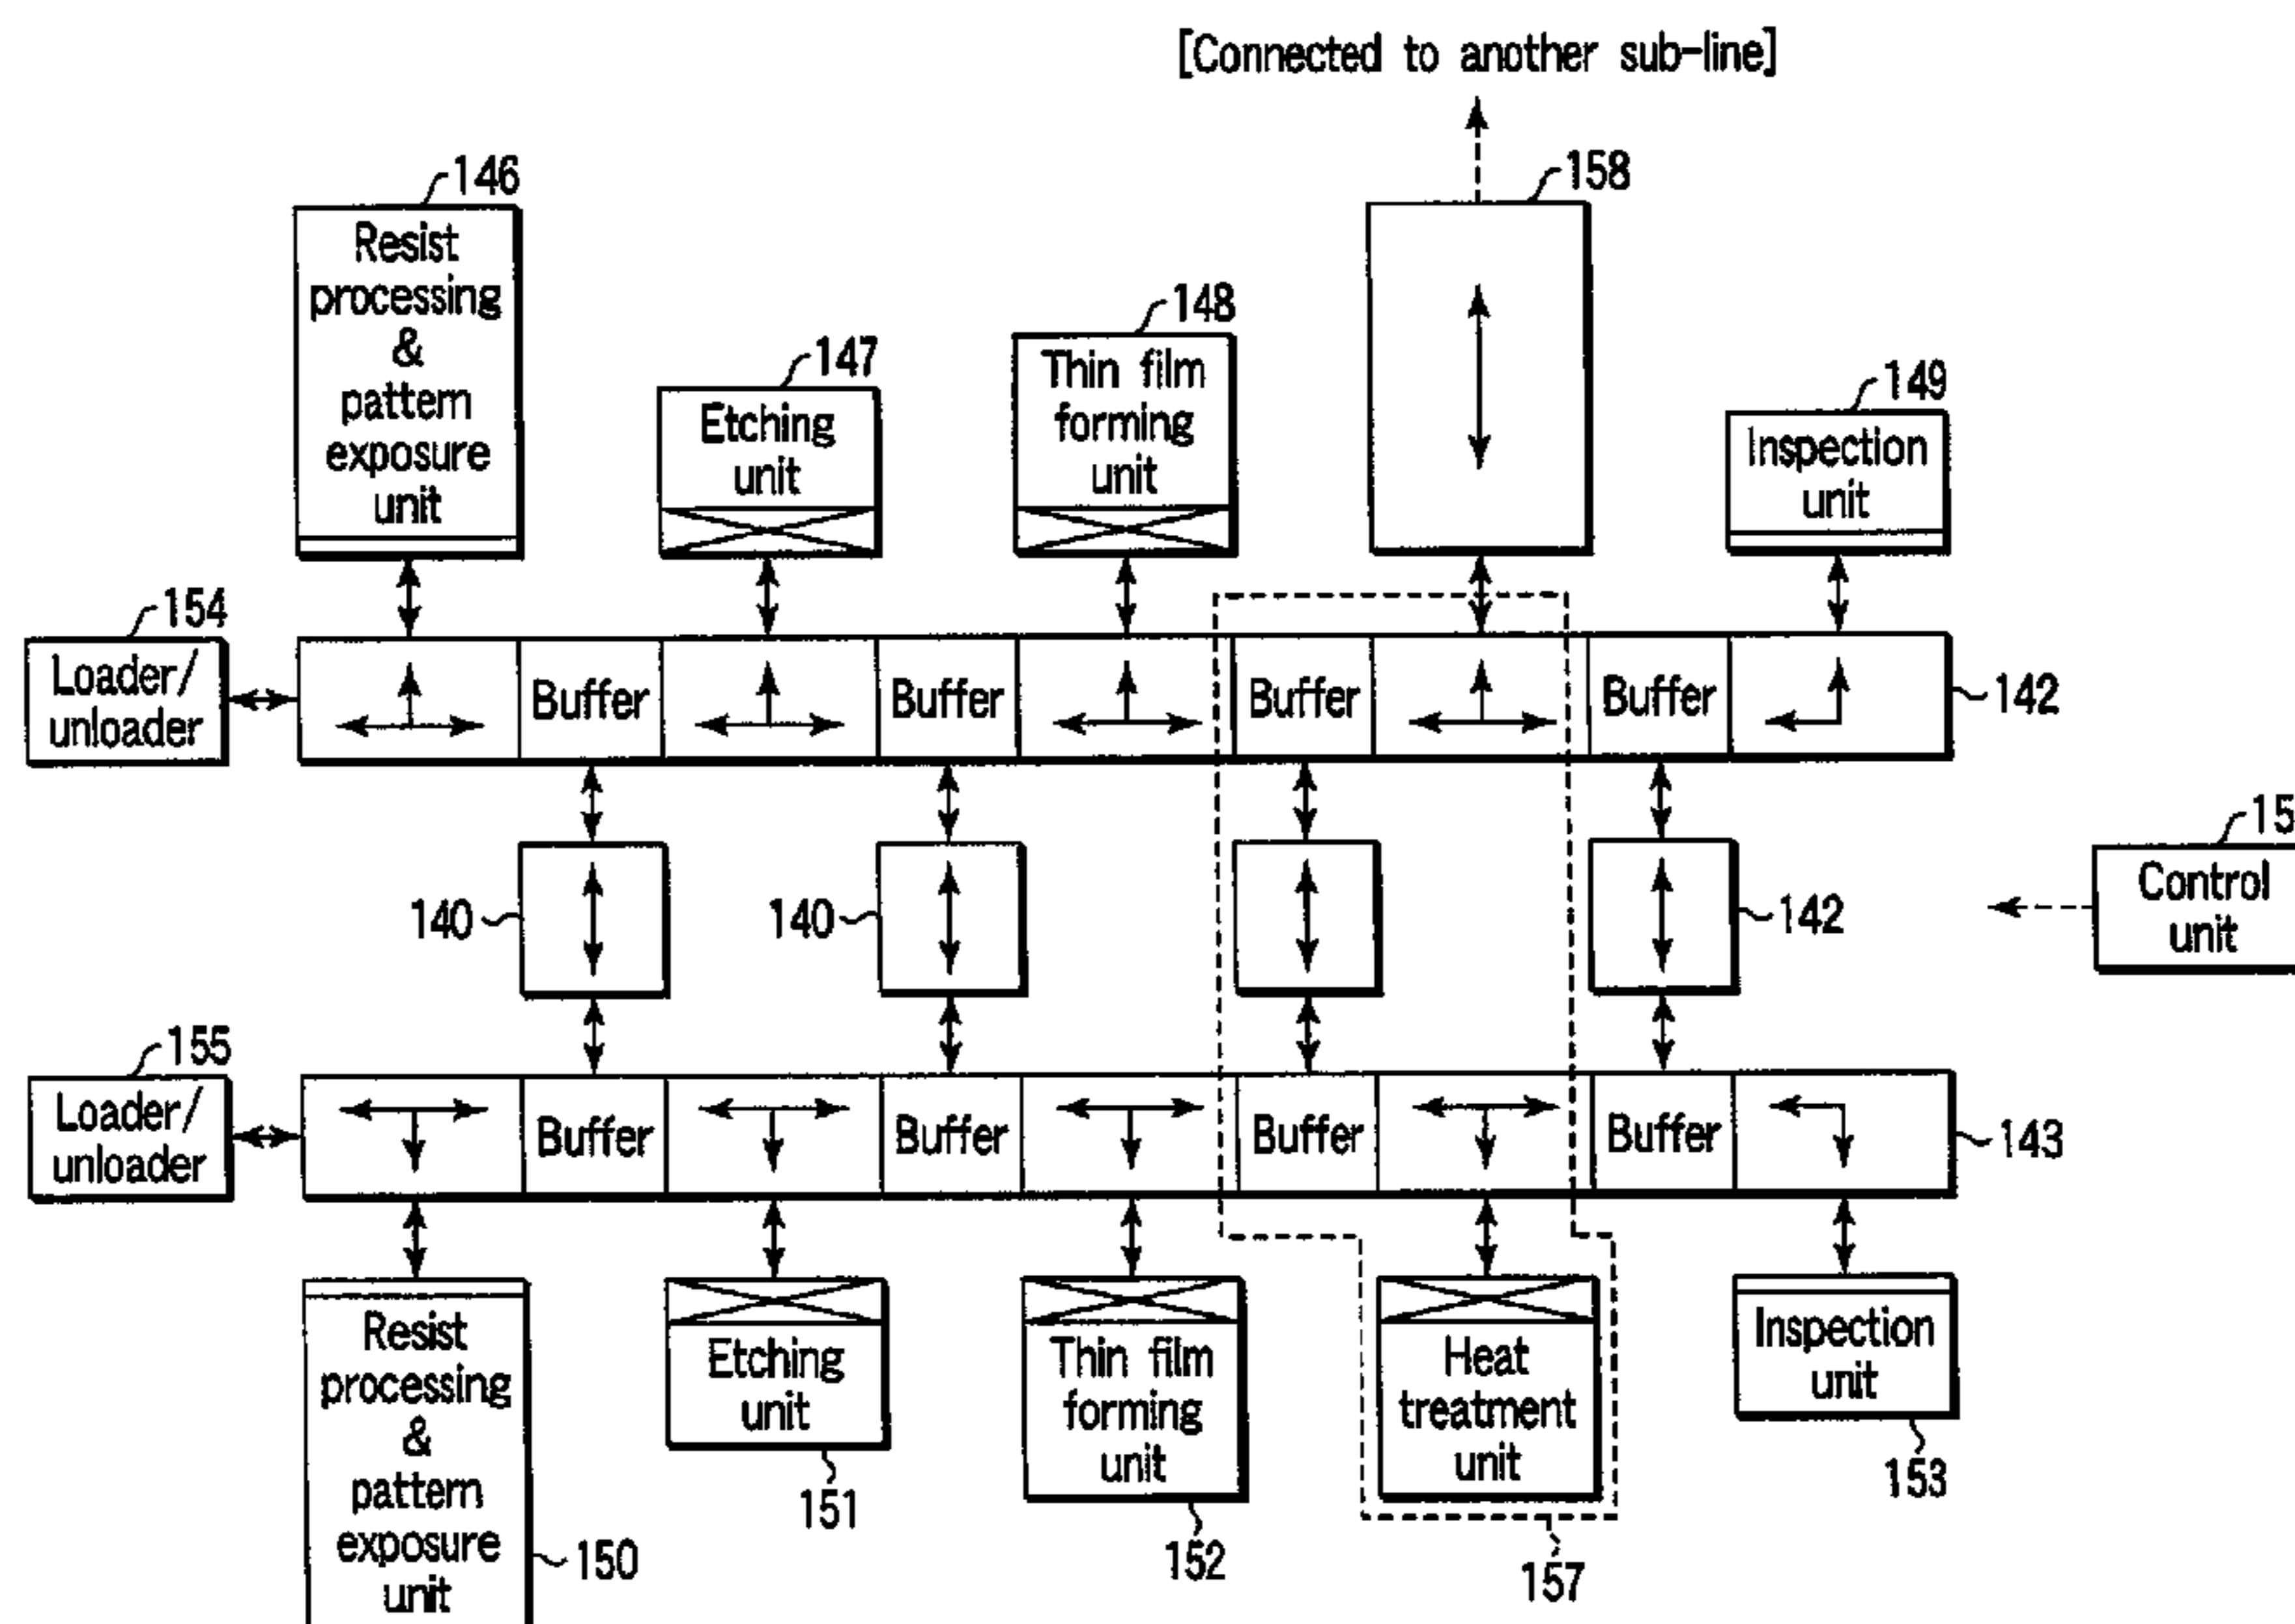 [Connected to another sub-line]
146
158
Resist
processing
&
pattern
exposure
unit
147
Etching
unit
148
Thin film
forming
unit
149
Inspection
unit
154
Loader/
unloader
Buffer
Buffer
Buffer
Buffer
142
140
140
142
15
Control
unit
155
Loader/
unloader
Buffer
Buffer
Buffer
Buffer
143
Resist
processing
&
pattern
exposure
unit
150
Etching
unit
151
Thin film
forming
unit
152
Heat
treatment
unit
157
Inspection
unit
153